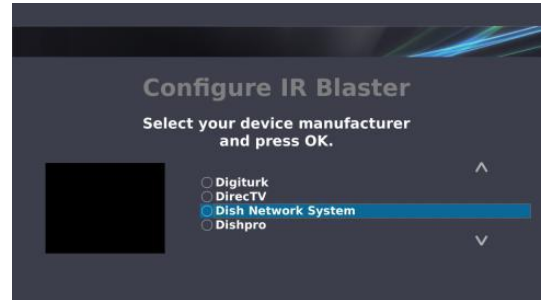 Configure IR Blaster
Select your device manufacturer
and press OK.
Digiturk
DirecTV
Dish Network System
Dishpro